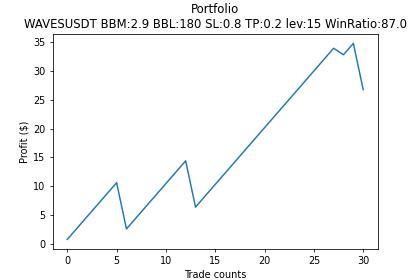 Portfolio
WAVESUSDT BBM:2.9 BBL:180 SL:0.8 TP:0.2 lev:15 WinRatio:87.0
35
30
25
20
15
10
5
0
Profit ($)
0 5 10 15 20 25 30
Trade counts